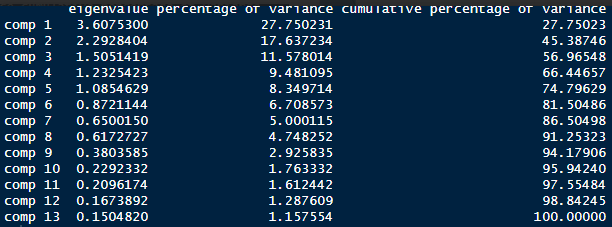 eigenvalue percentage of variance cumulative percentage of variance
comp 1 3.6075300 27.750231 27.75023
comp 2 2.2928404 17.637234 45.38746
comp 3 1.5051419 11.578014 56.96548
comp 4 1.2325423 9.481095 66.44657
comp 5 1.0854629 8.349714 74.79629
comp 6 0.8721144 6.708573 81.50486
comp 7 0.6500150 5.000115 86.50498
comp 8 0.6172727 4.748252 91.25323
comp 9 0.3803585 2.925835 94.17906
comp 10 0.2292332 1.763332 95.94240
comp 11 0.2096174 1.612442 97.55484
comp 12 0.1673892 1.287609 98.84245
comp 13 0.1504820 1.157554 100.00000